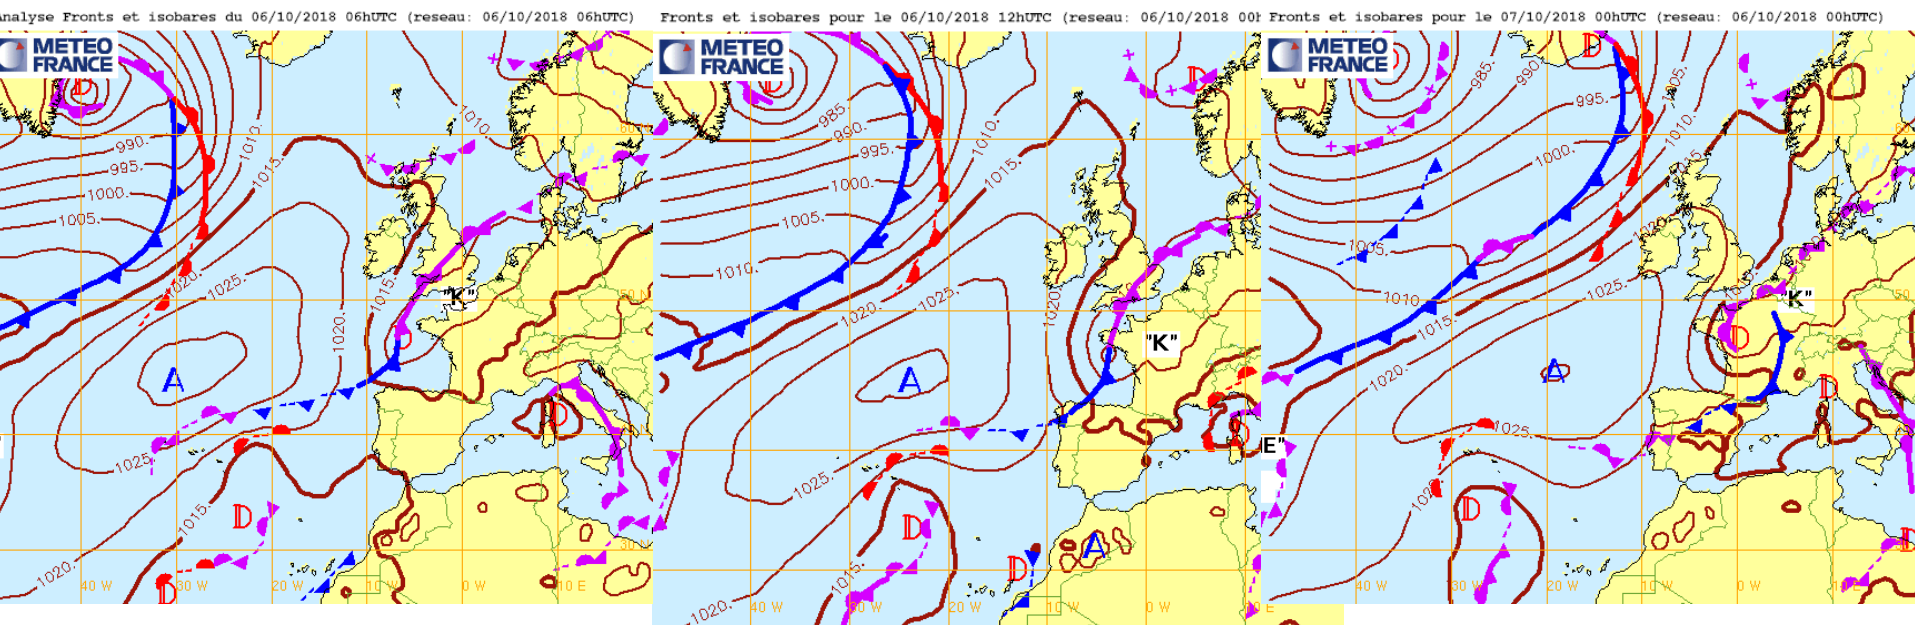 nalyse Fronts et isobares du 06/10/2018 06hUTC (reseau: 06/10/2018 06hUTC)
METEO
FRANCE
D
990.
995.
1000.
1005.
1010.
1010.
1015.
1020.
1025.
1020.
1015.
"K"
A
D
1025.
D
1015.
D
1020.
40 W
30 W
20 W
10 W
0 W
10 E
30 N
Fronts et isobares pour le 06/10/2018 12hUTC (reseau: 06/10/2018 00h
METEO
FRANCE
D
D
985.
990.
995.
1000.
1005.
1010.
1010.
1015.
1020.
1025.
1020.
"K"
A
D
1025.
D
D
A
1015.
1020.
40 W
30 W
20 W
10 W
0 W
10 E
Fronts et isobares pour le 07/10/2018 00hUTC (reseau: 06/10/2018 00hUTC)
METEO
FRANCE
D
985.
990.
995.
1005.
1010.
1000.
1005.
1020.
1010
1015.
1025.
"K"
D
1020.
A
D
1025.
E"
D
40 W
30 W
20 W
10 W
0 W